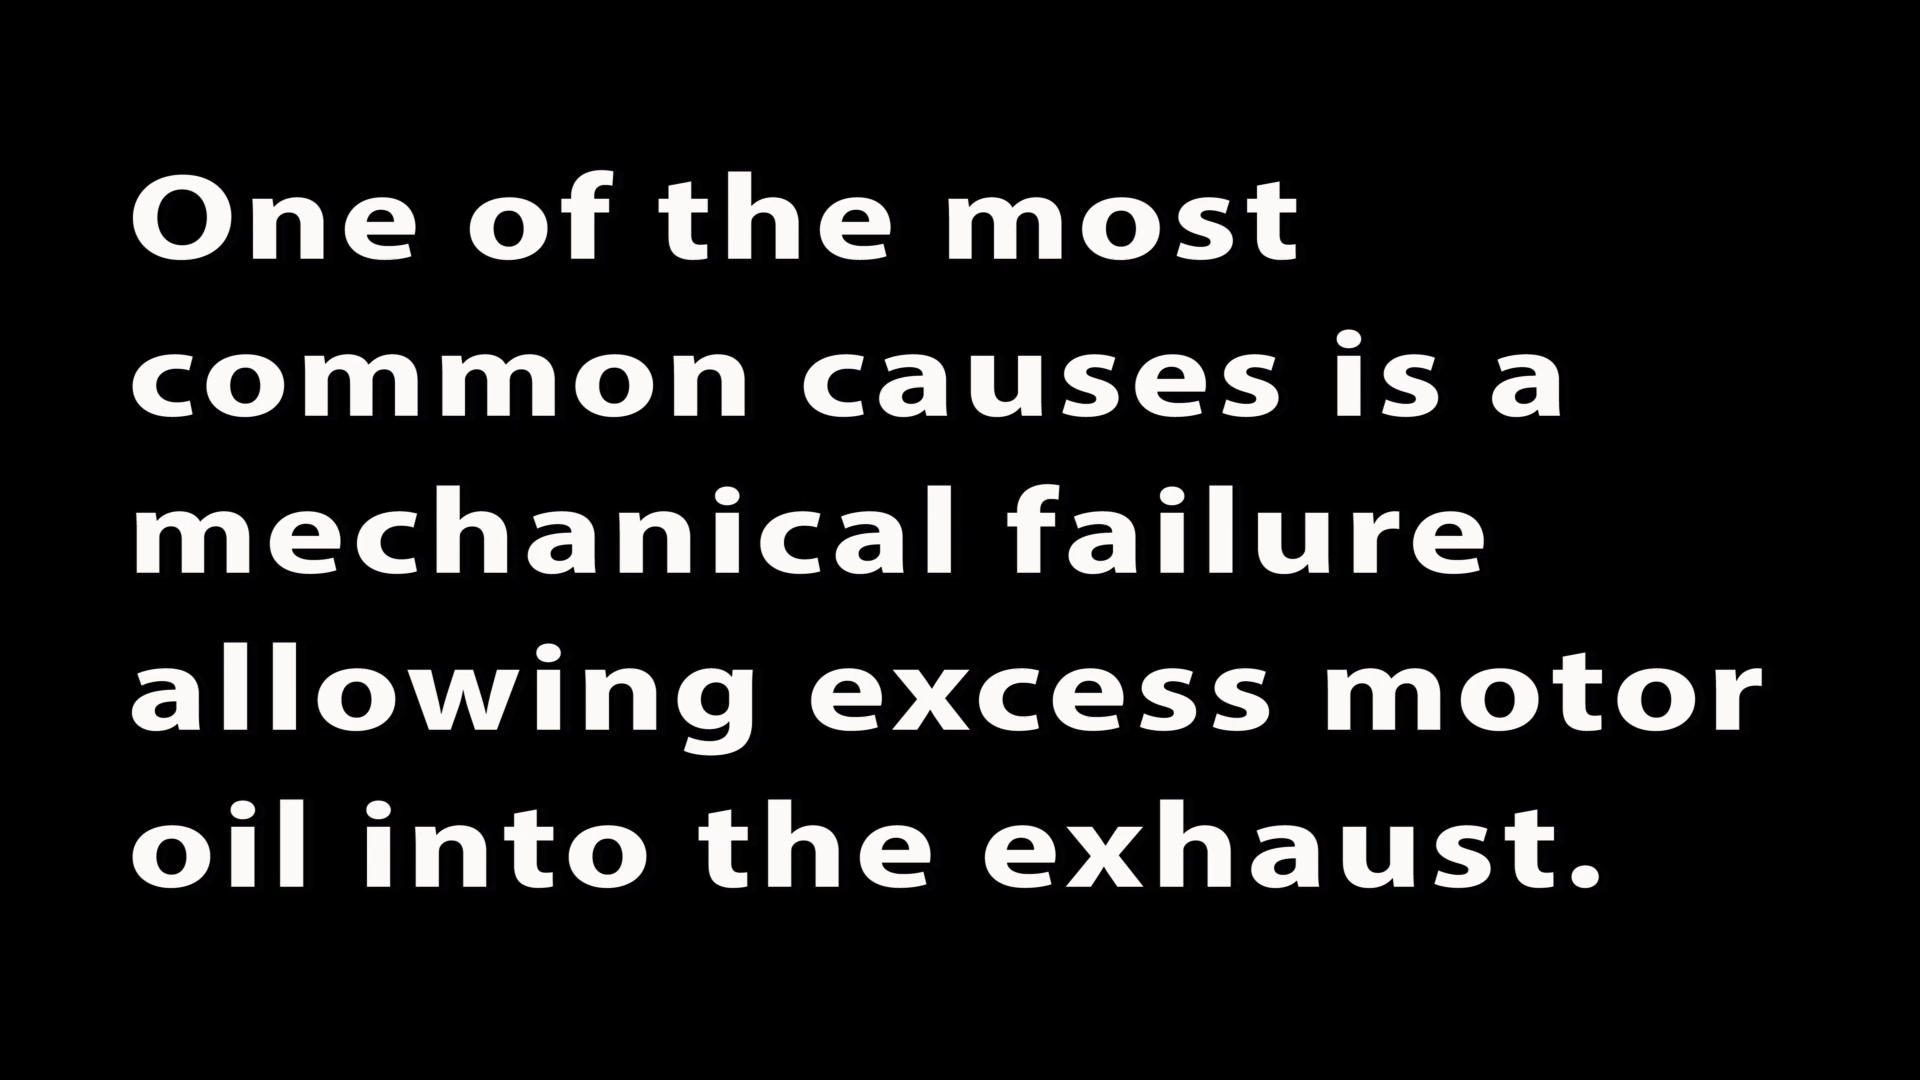 One of the most
common causes is a
mechanical failure
allowing excess motor
oil into the exhaust.